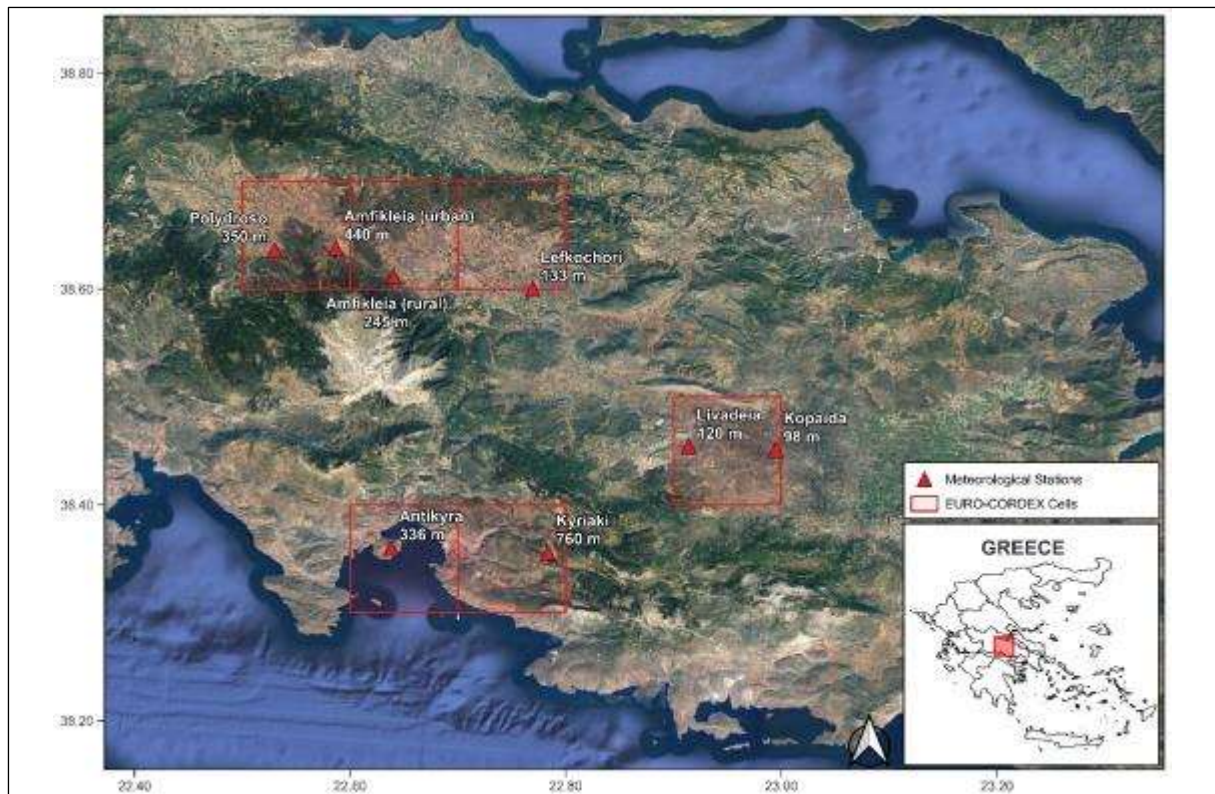 38.80
Polydroso
350 m
Amfikleia (urban)
440 m
Lefkochori
133 m
38.60
Amfikleia (rural)
245 m
Livadeia
120 m
Kopaida
98 m
Meteorological Stations
EURO-CORDEX Cells
38.40
Antikyra
336 m
Kyriaki
760 m
GREECE
38.20
22.40
22.60
22.80
23.00
23.20